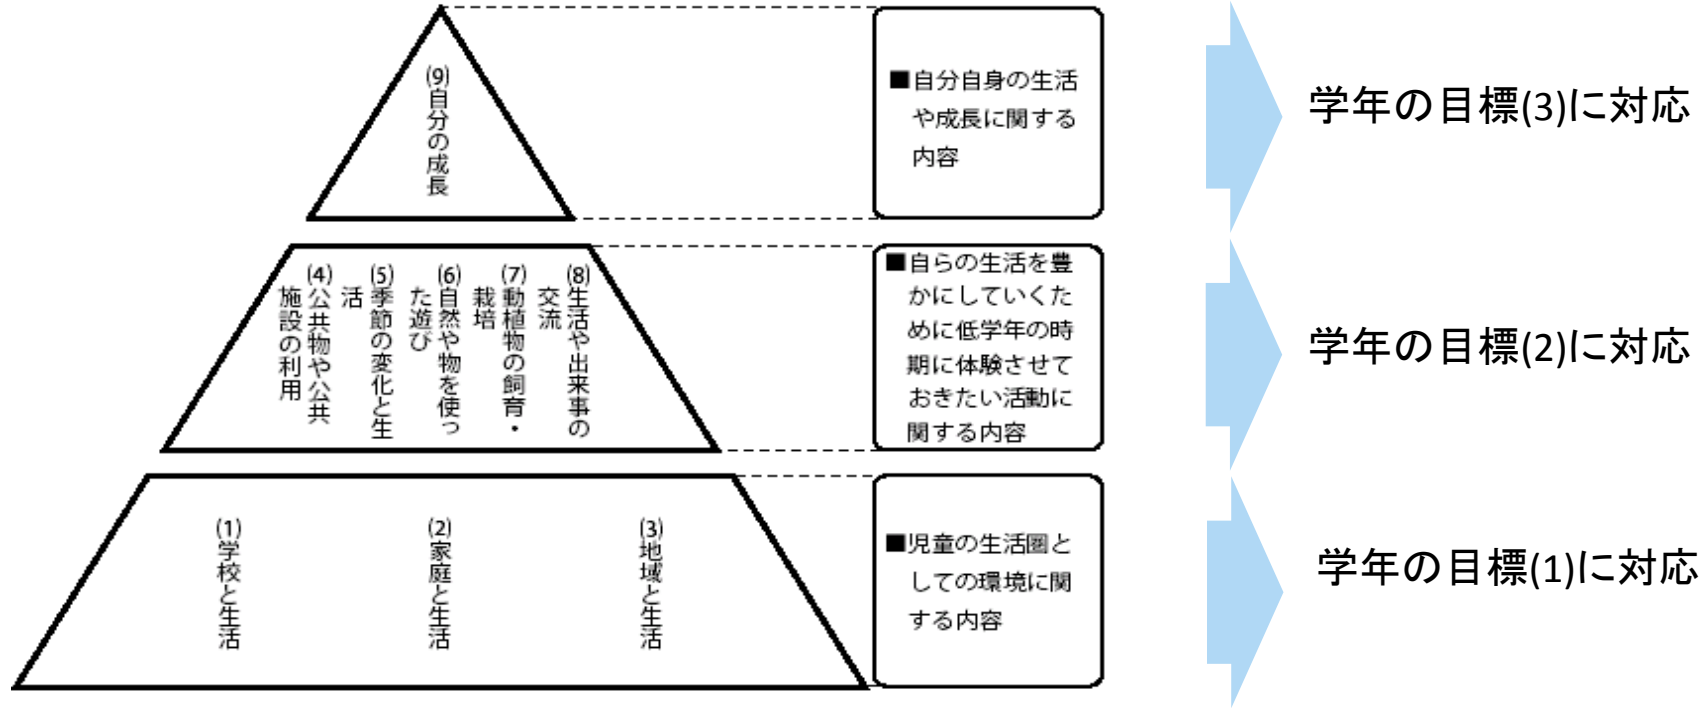 (9)自分の成長
■自分自身の生活
や成長に関する
内容
学年の目標(3)に対応
(8)生活や出来事の
交流
(7)動植物の飼育・
栽培
(6)自然や物を使っ
た遊び
(5)季節の変化と生
活
(4)公共物や公共
施設の利用
■自らの生活を豊
かにしていくた
めに低学年の時
期に体験させて
おきたい活動に
関する内容
学年の目標(2)に対応
(1)学校と生活
(2)家庭と生活
(3)地域と生活
■児童の生活圏と
しての環境に関
する内容
学年の目標(1)に対応